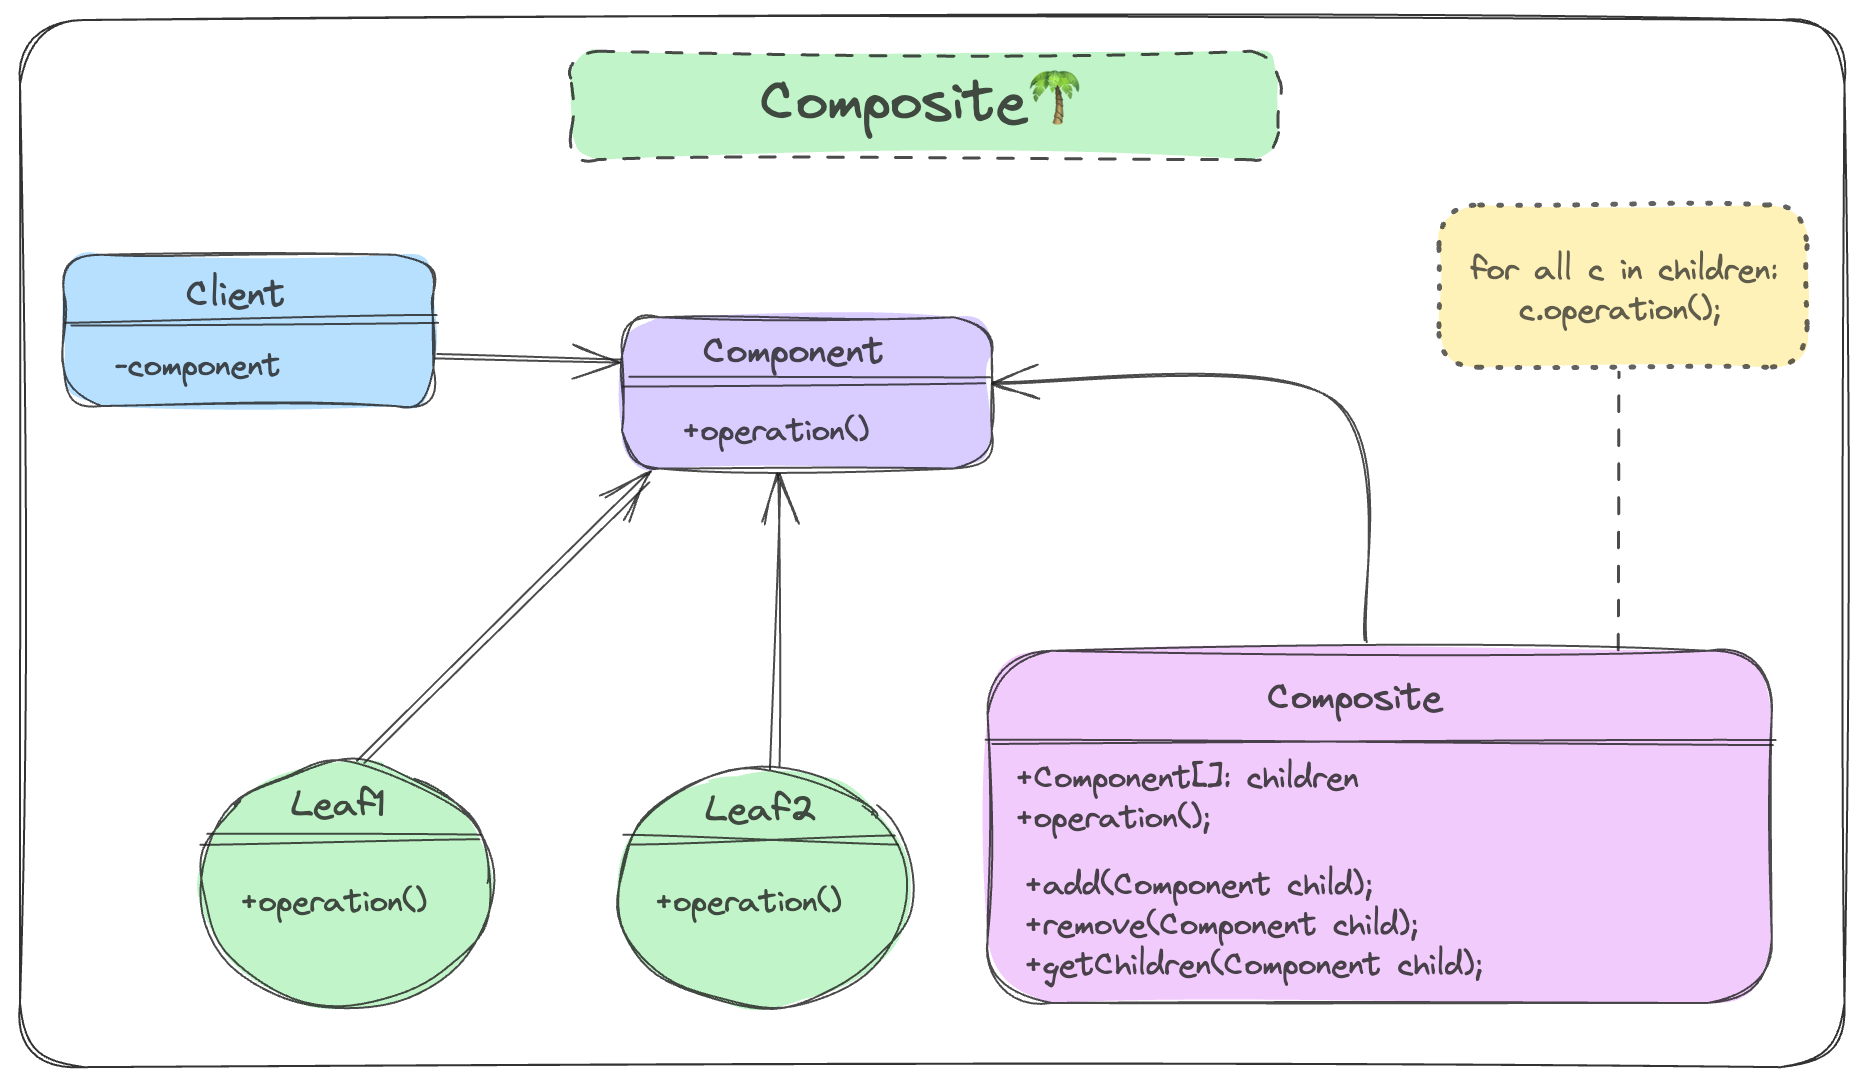 Composite🌴
Client
-component
Component
+operation()
for all c in children:
c.operation();
Leaf1
+operation()
Leaf2
+operation()
Composite
+Component[]: children
+operation();
+add(Component child);
+remove(Component child);
+getChildren(Component child);